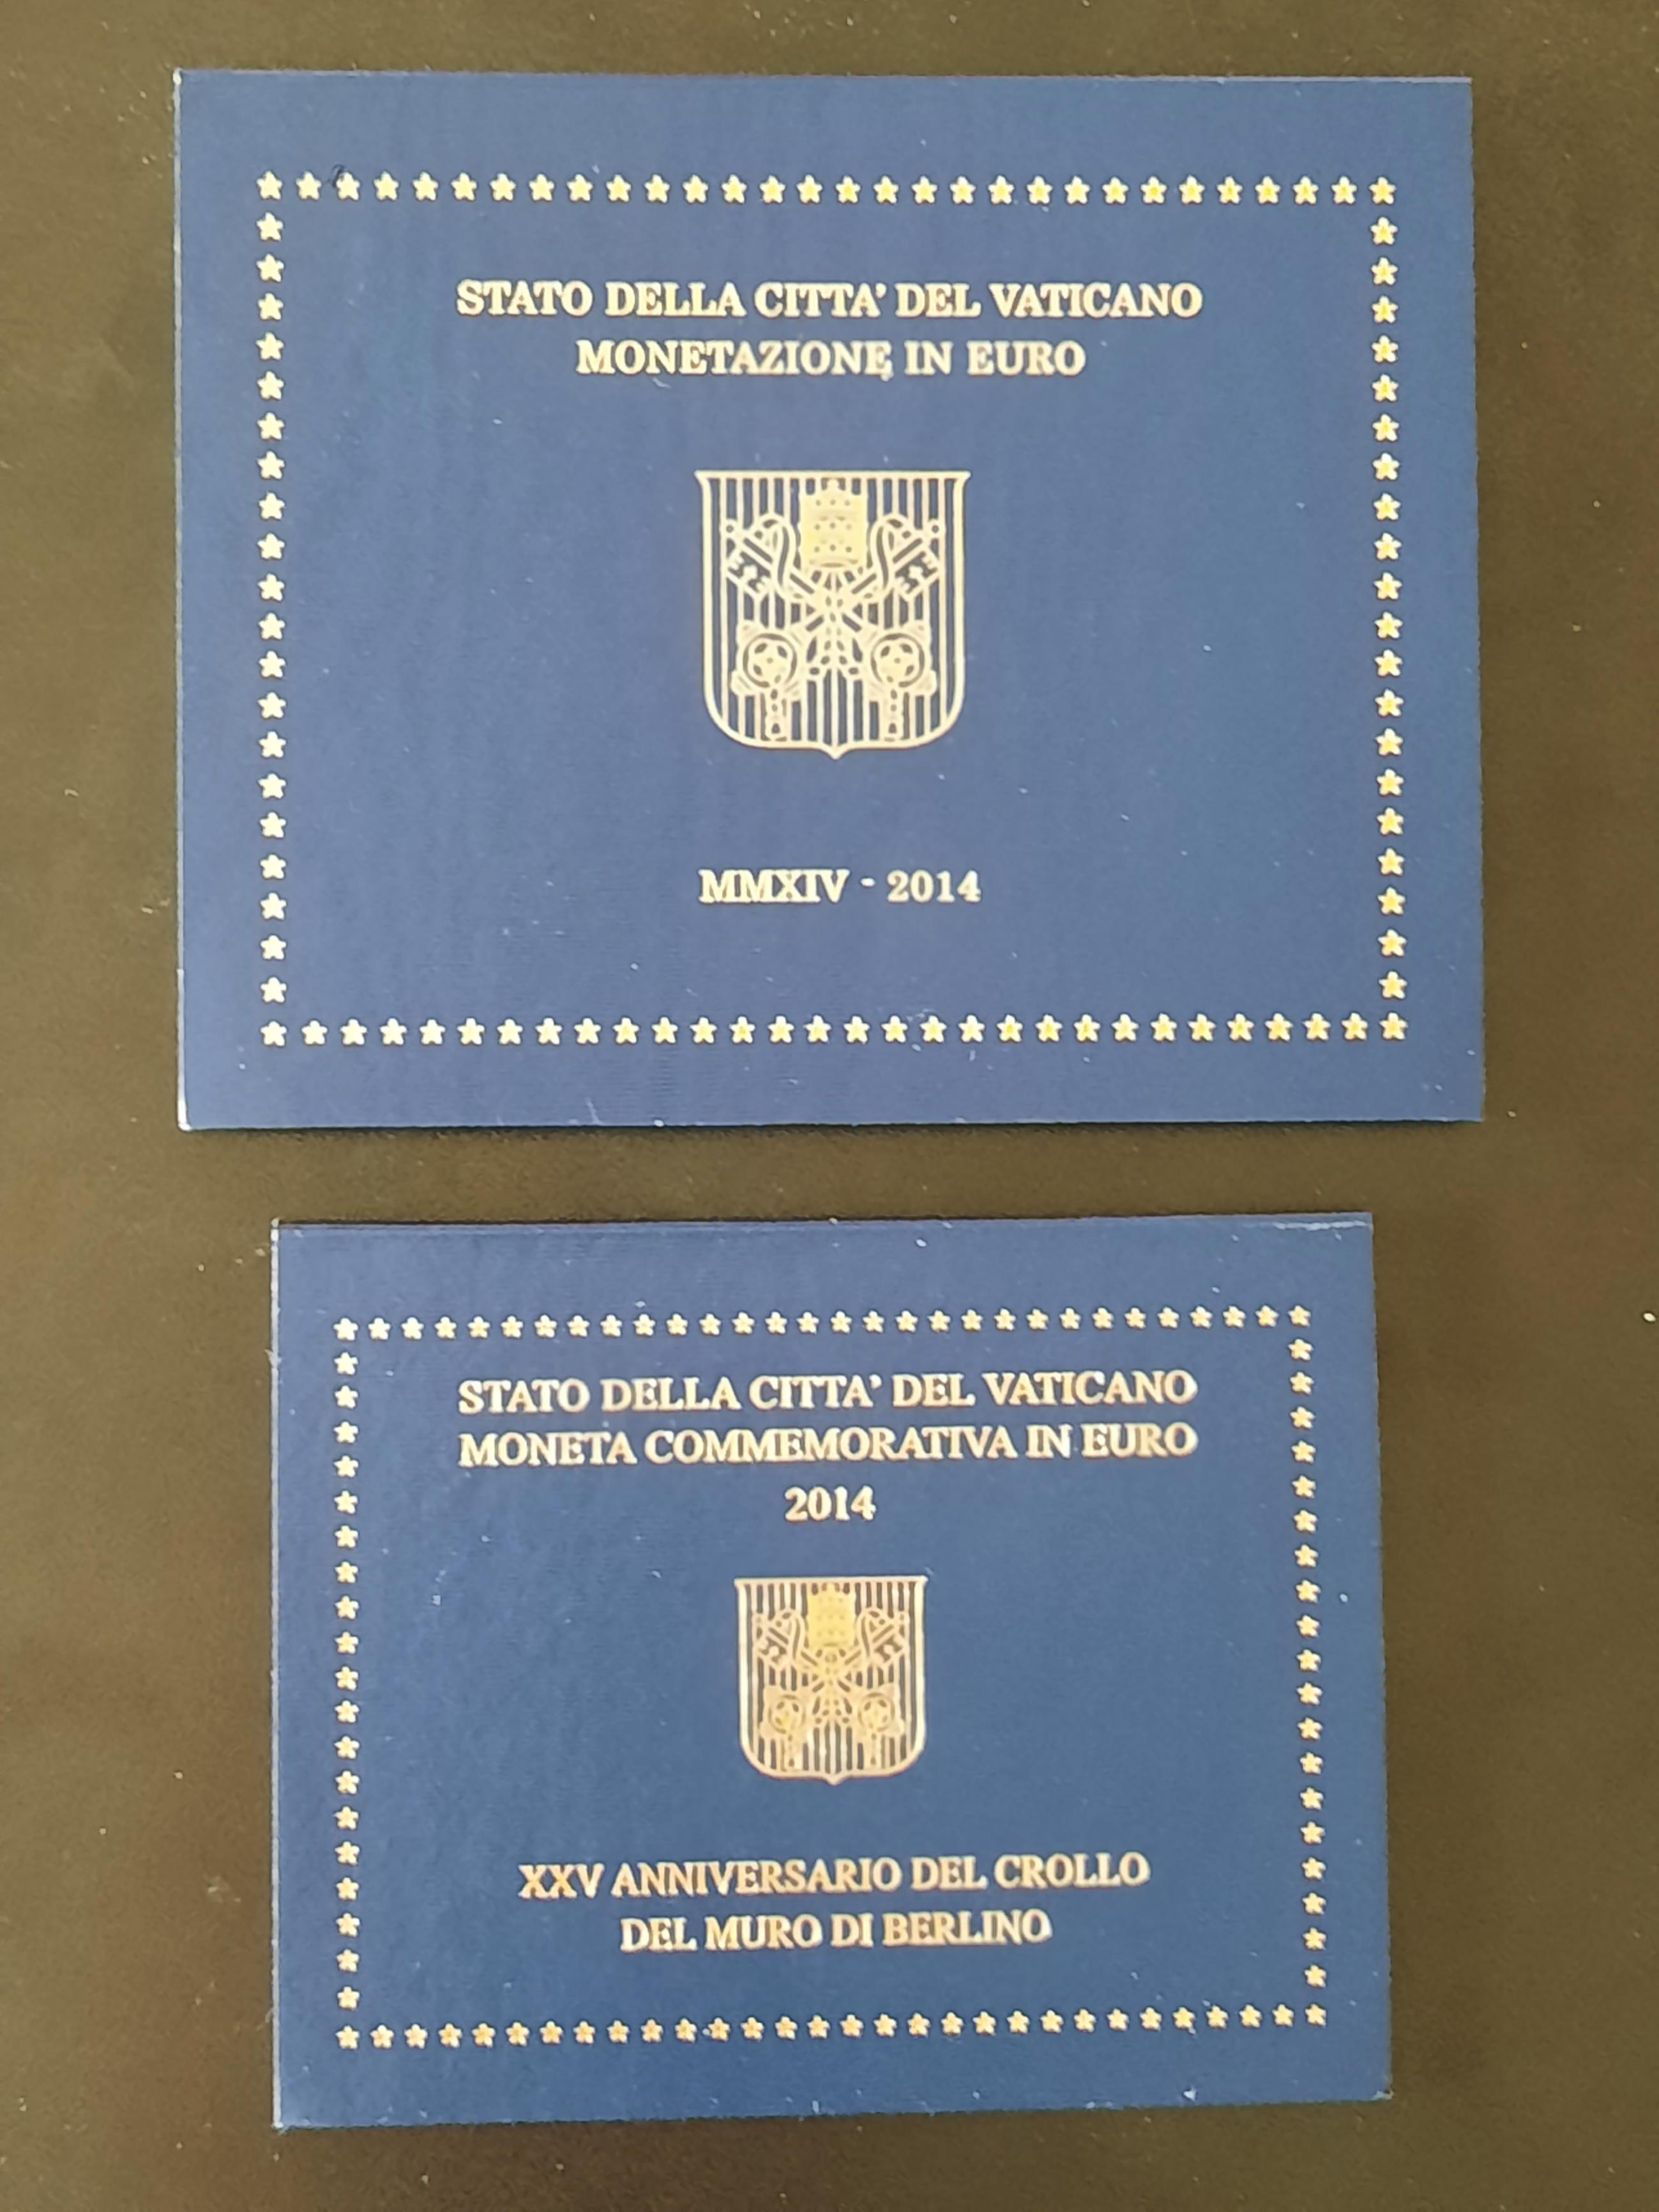 STATO DELLA CITTA' DEL VATICANO
MONETAZIONE IN EURO
MMXIV - 2014
STATO DELLA CITTA' DEL VATICANO
MONETA COMMEMORATIVA IN EURO
2014
XXV ANNIVERSARIO DEL CROLLO
DEL MURO DI BERLINO